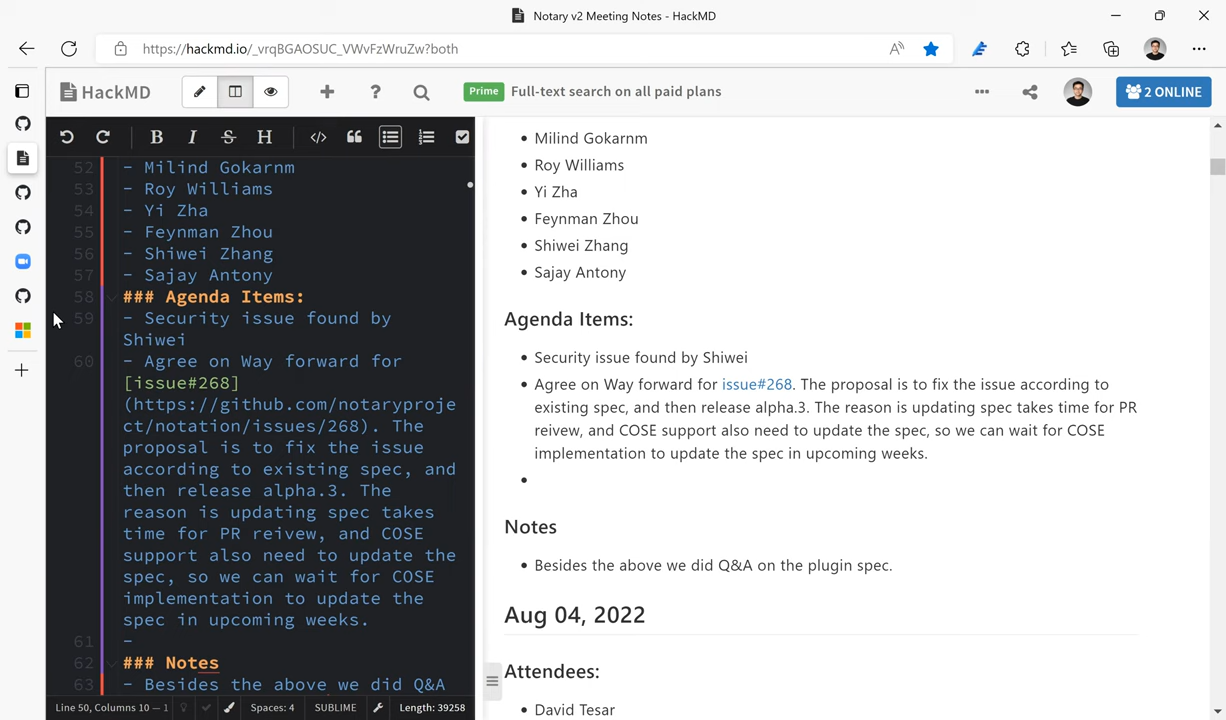 Notary v2 Meeting Notes - HackMD
https://hackmd.io/_vrqBGAOSUC_VWvFzWruZw?both
HackMD
Prime Full-text search on all paid plans
2 ONLINE
52 - Milind Gokarnm
53 - Roy Williams
54 - Yi Zha
55 - Feynman Zhou
56 - Shiwei Zhang
57 - Sajay Antony
58 ### Agenda Items:
59 - Security issue found by
Shiwei
60 - Agree on Way forward for
[issue#268]
(https://github.com/notaryproje
ct/notation/issues/268). The
proposal is to fix the issue
according to existing spec, and
then release alpha.3. The
reason is updating spec takes
time for PR reivew, and COSE
support also need to update the
spec, so we can wait for COSE
implementation to update the
spec in upcoming weeks.
61 -
62 ### Notes
63 - Besides the above we did Q&A
Line 50, Columns 10 — 1
Spaces: 4
SUBLIME
Length: 39258
• Milind Gokarnm
• Roy Williams
• Yi Zha
• Feynman Zhou
• Shiwei Zhang
• Sajay Antony
Agenda Items:
• Security issue found by Shiwei
• Agree on Way forward for issue#268. The proposal is to fix the issue according to
existing spec, and then release alpha.3. The reason is updating spec takes time for PR
reivew, and COSE support also need to update the spec, so we can wait for COSE
implementation to update the spec in upcoming weeks.
•
Notes
• Besides the above we did Q&A on the plugin spec.
Aug 04, 2022
Attendees:
• David Tesar